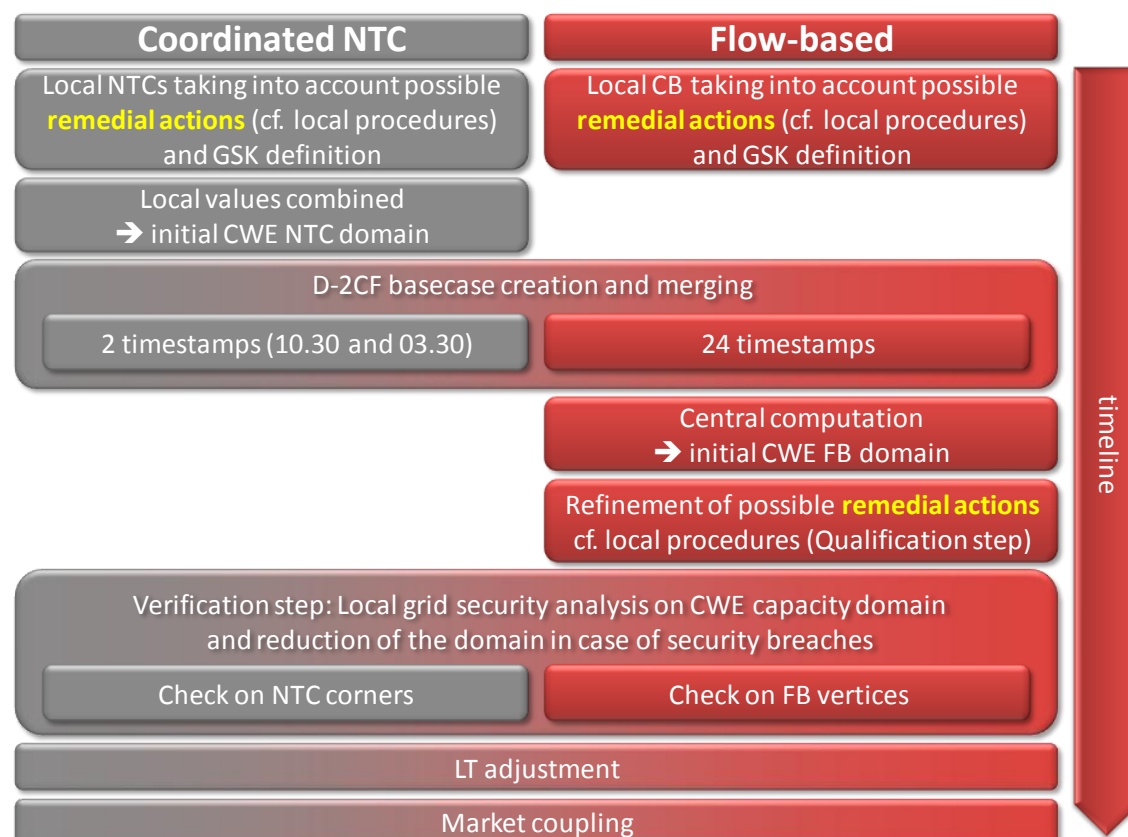 Coordinated NTC
Flow-based
Local NTCs taking into account possible
remedial actions (cf. local procedures)
and GSK definition
Local CB taking into account possible
remedial actions (cf. local procedures)
and GSK definition
Local values combined
➔ initial CWE NTC domain
D-2CF basecase creation and merging
2 timestamps (10.30 and 03.30)
24 timestamps
Central computation
➔ initial CWE FB domain
Refinement of possible remedial actions
cf. local procedures (Qualification step)
Verification step: Local grid security analysis on CWE capacity domain
and reduction of the domain in case of security breaches
Check on NTC corners
Check on FB vertices
LT adjustment
Market coupling
timeline